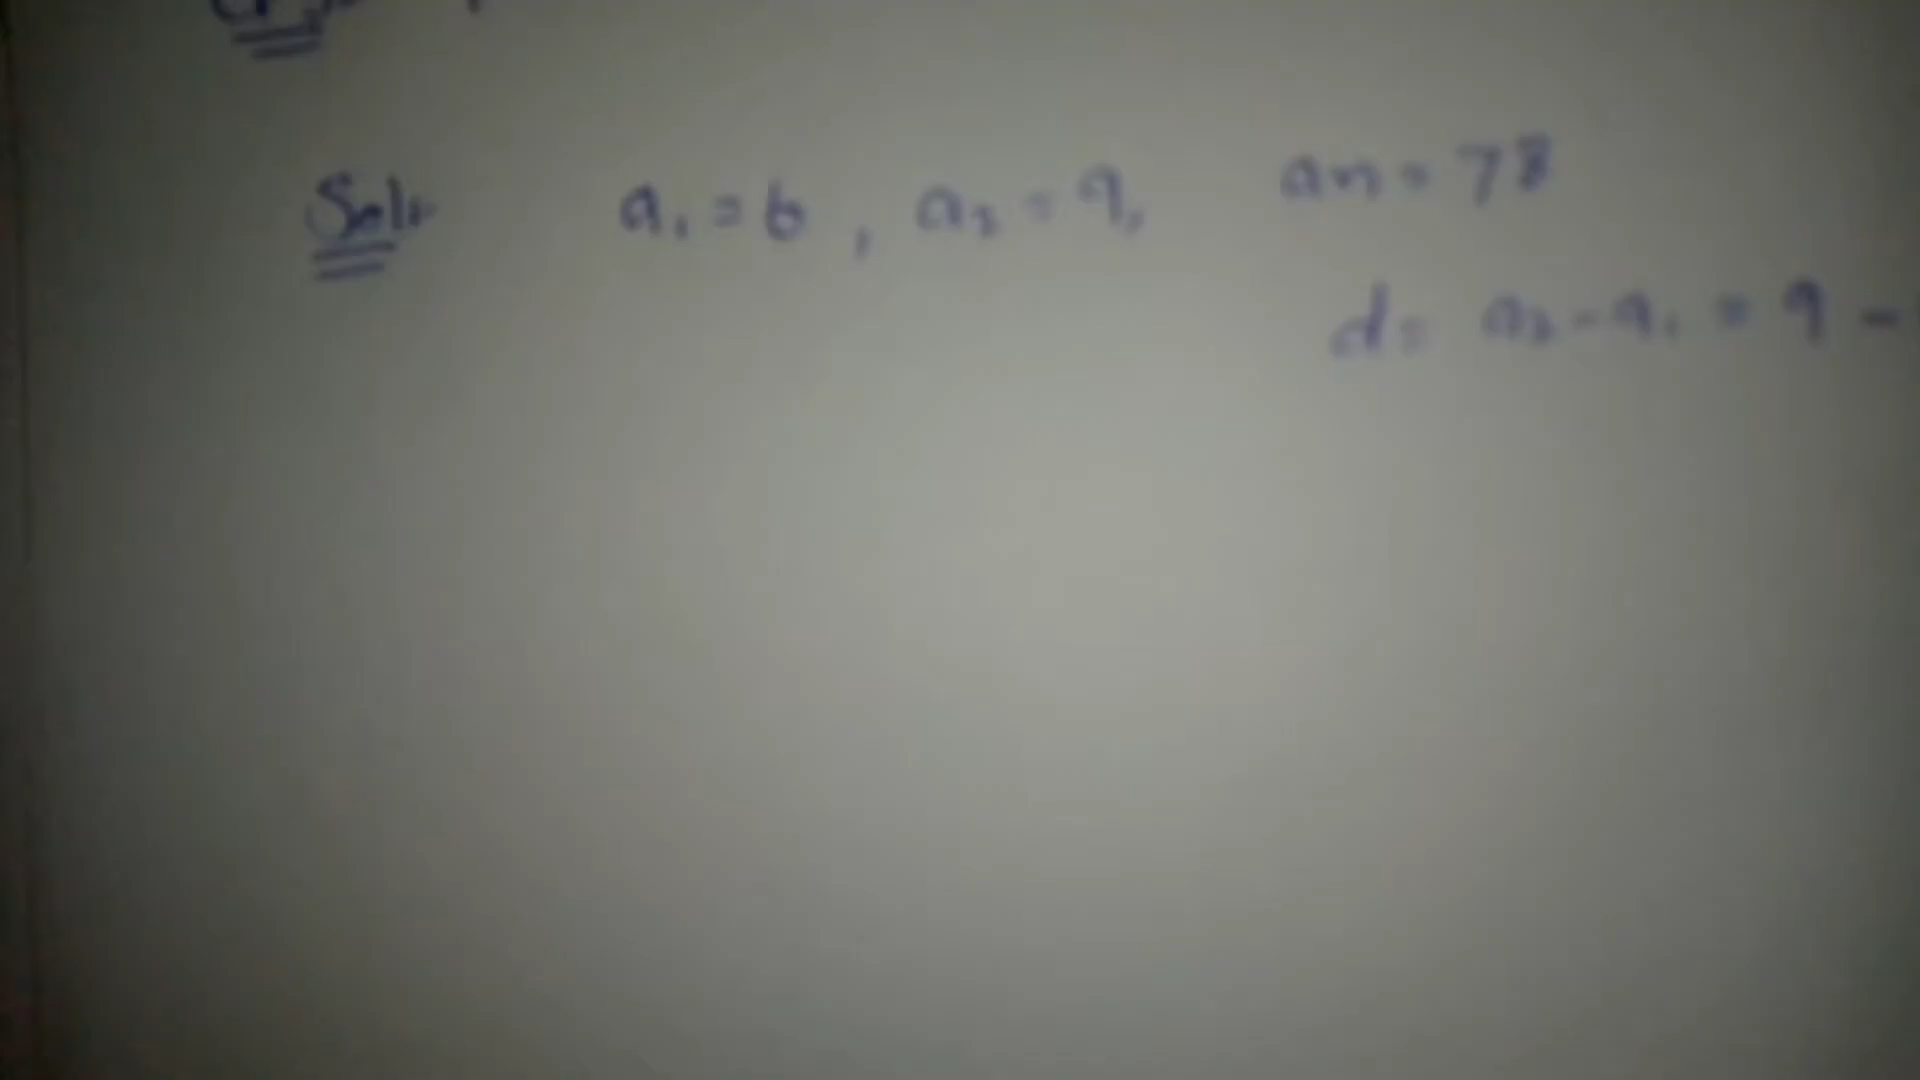 Sol:- a₁ = 6 , a₂ = 9, an = 78
d = a₂ - a₁ = 9 -